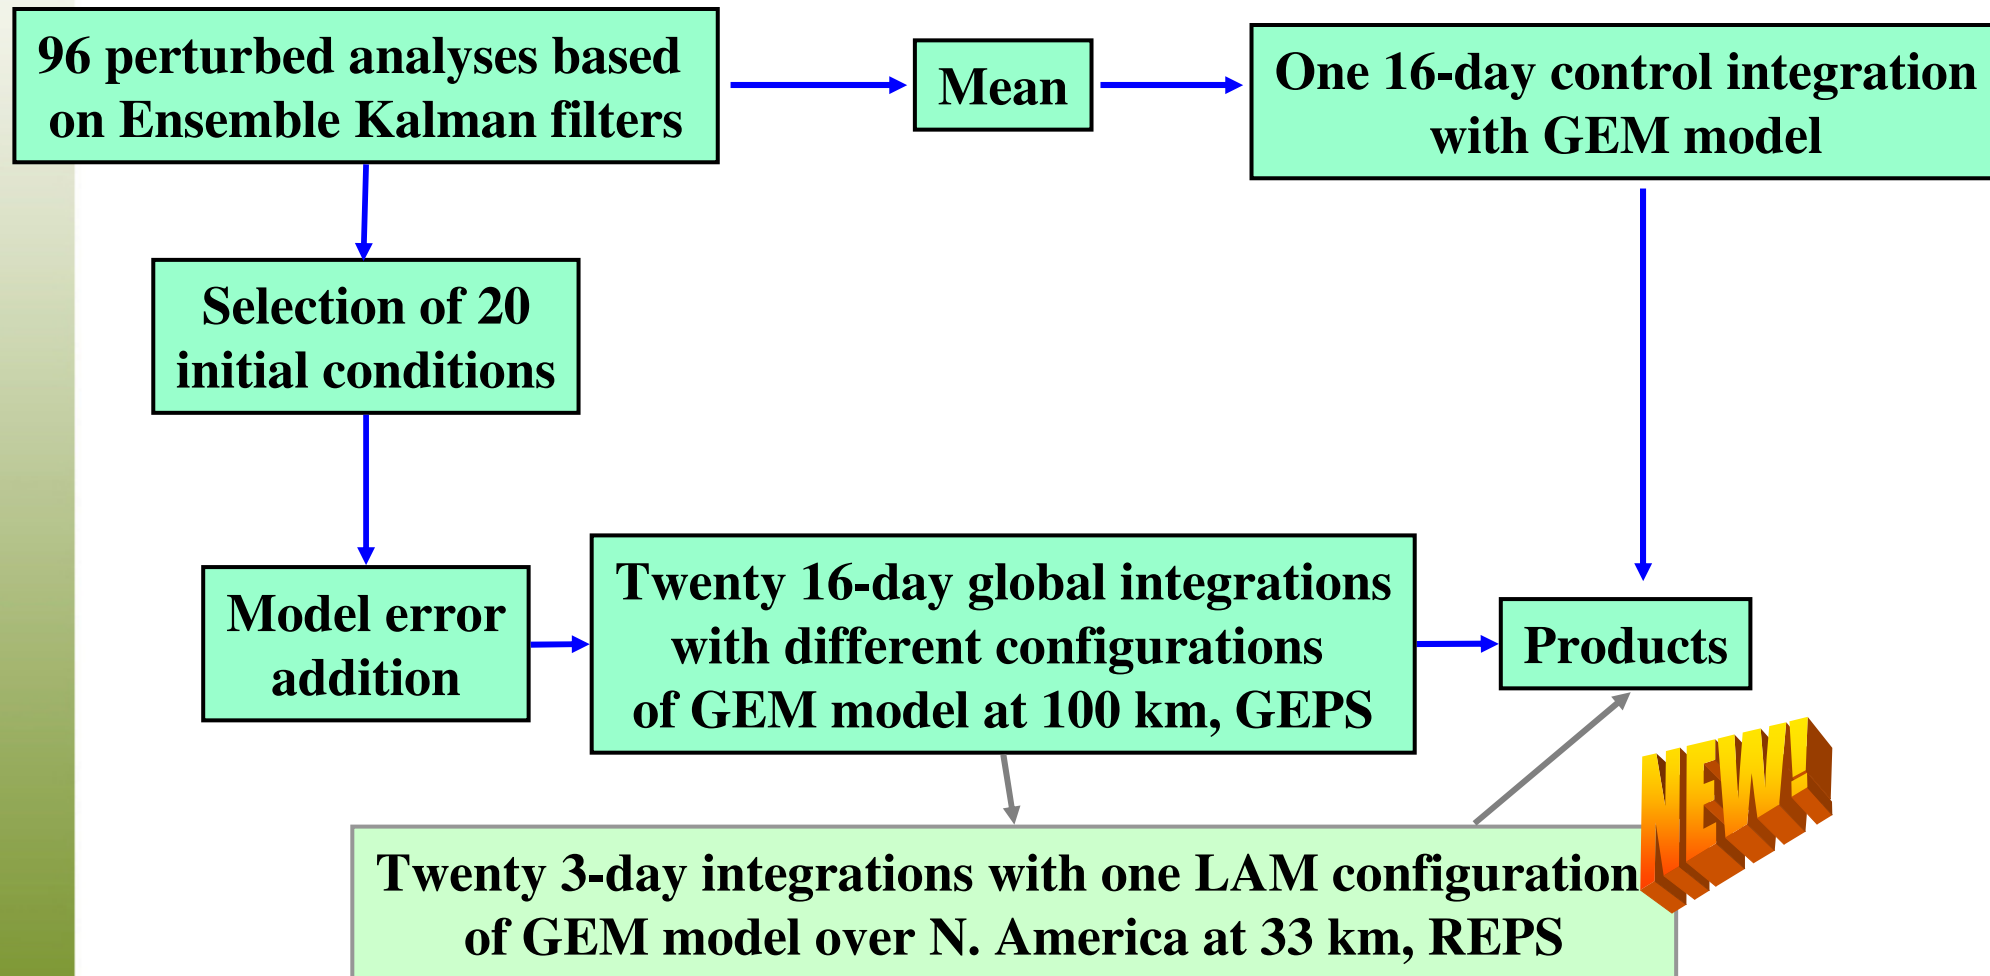 96 perturbed analyses based
on Ensemble Kalman filters
Mean
One 16-day control integration
with GEM model
Selection of 20
initial conditions
Model error
addition
Twenty 16-day global integrations
with different configurations
of GEM model at 100 km, GEPS
Products
NEW!
Twenty 3-day integrations with one LAM configuration
of GEM model over N. America at 33 km, REPS